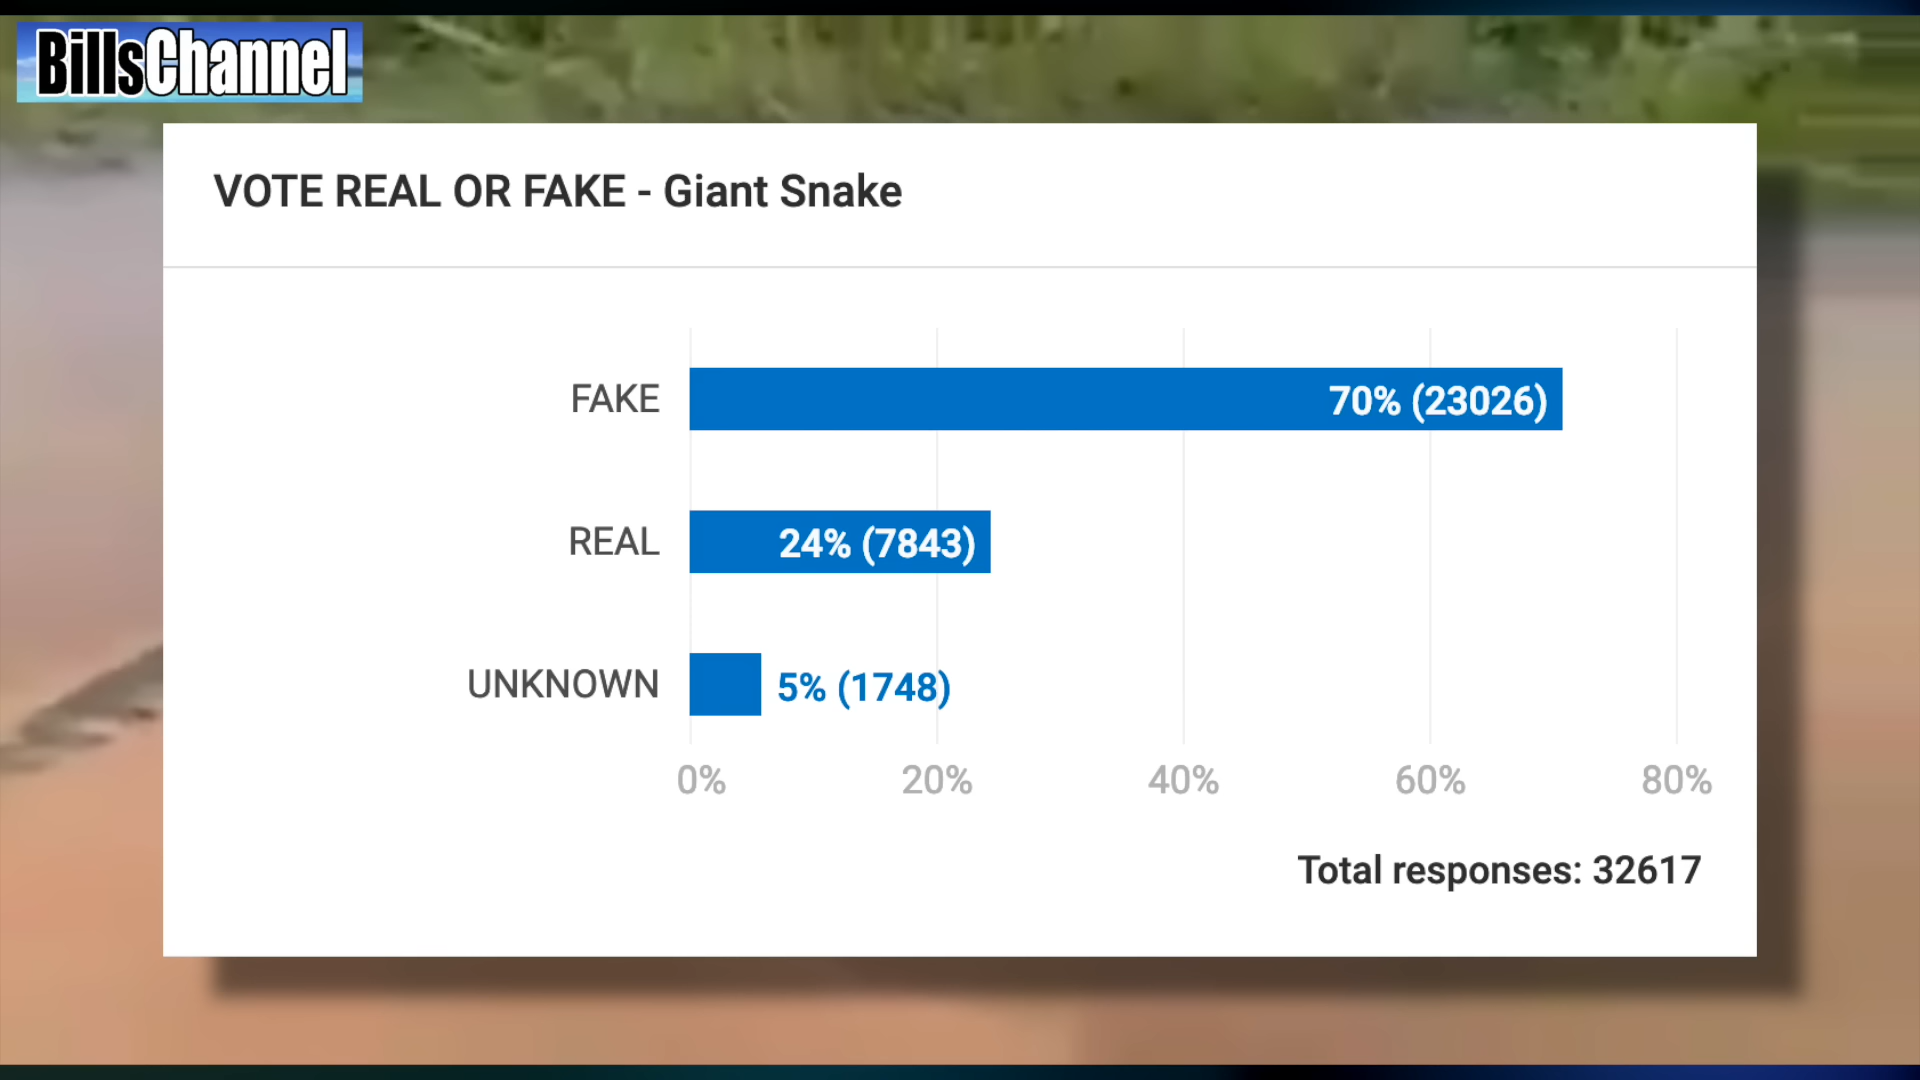 BillsChannel
VOTE REAL OR FAKE - Giant Snake
FAKE 70% (23026)
REAL 24% (7843)
UNKNOWN 5% (1748)
0% 20% 40% 60% 80%
Total responses: 32617